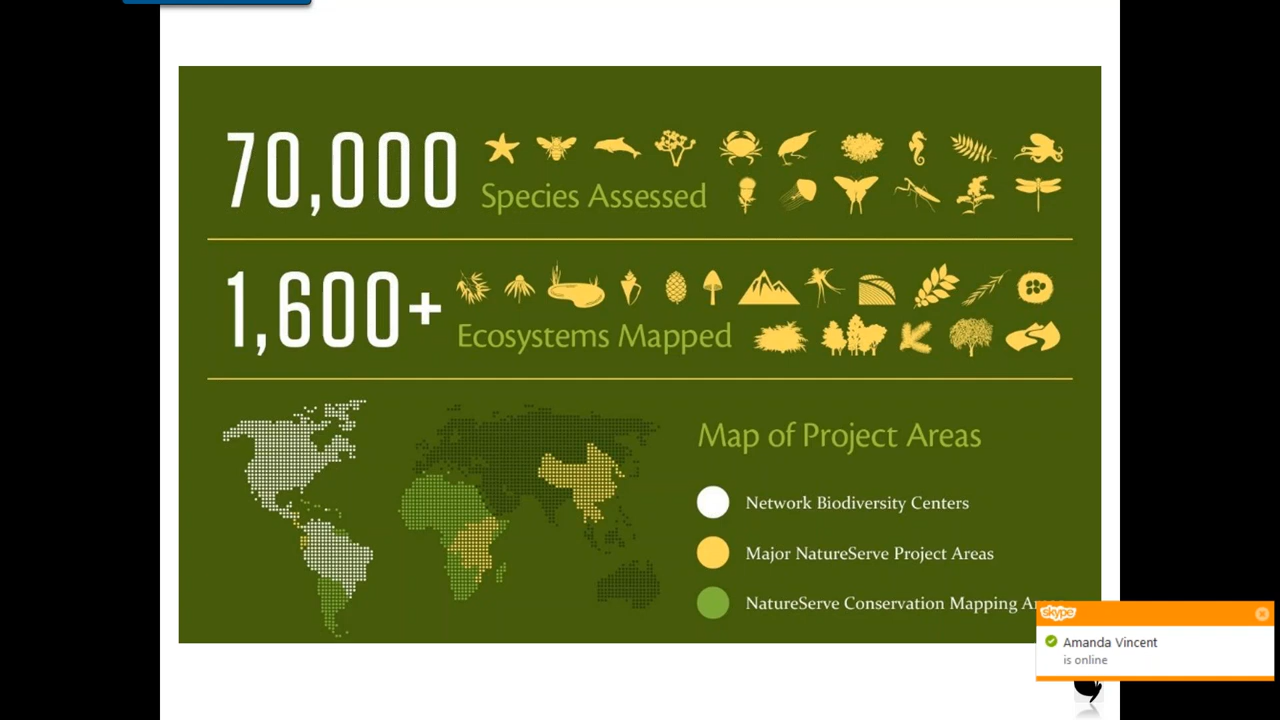 70,000
Species Assessed
1,600+
Ecosystems Mapped
Map of Project Areas
Network Biodiversity Centers
Major NatureServe Project Areas
NatureServe Conservation Mapping
skype
Amanda Vincent
is online